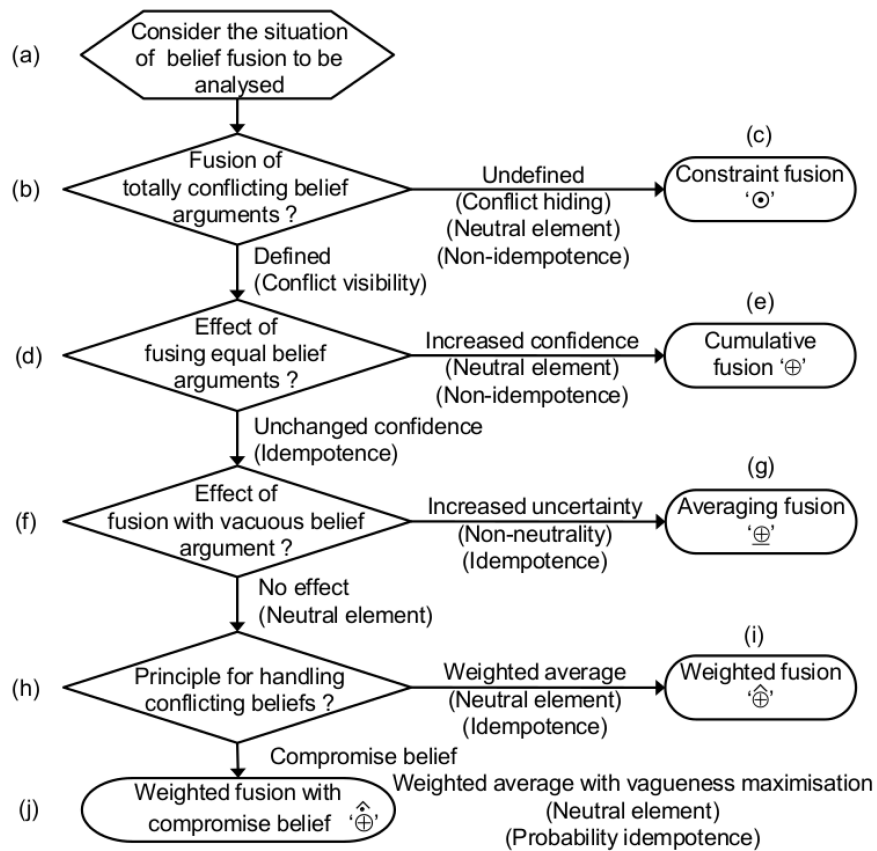 (a)
Consider the situation
of belief fusion to be
analysed
(b)
Fusion of
totally conflicting belief
arguments ?
Undefined
(Conflict hiding)
(Neutral element)
(Non-idempotence)
(c)
Constraint fusion
‘⊙’
Defined
(Conflict visibility)
(d)
Effect of
fusing equal belief
arguments ?
Increased confidence
(Neutral element)
(Non-idempotence)
(e)
Cumulative
fusion ‘⊕’
Unchanged confidence
(Idempotence)
(f)
Effect of
fusion with vacuous belief
argument ?
Increased uncertainty
(Non-neutrality)
(Idempotence)
(g)
Averaging fusion
‘⊕̲’
No effect
(Neutral element)
(h)
Principle for handling
conflicting beliefs ?
Weighted average
(Neutral element)
(Idempotence)
(i)
Weighted fusion
‘⊕̂’
Compromise belief
(j)
Weighted fusion with
compromise belief ‘⊕̂̇’
Weighted average with vagueness maximisation
(Neutral element)
(Probability idempotence)